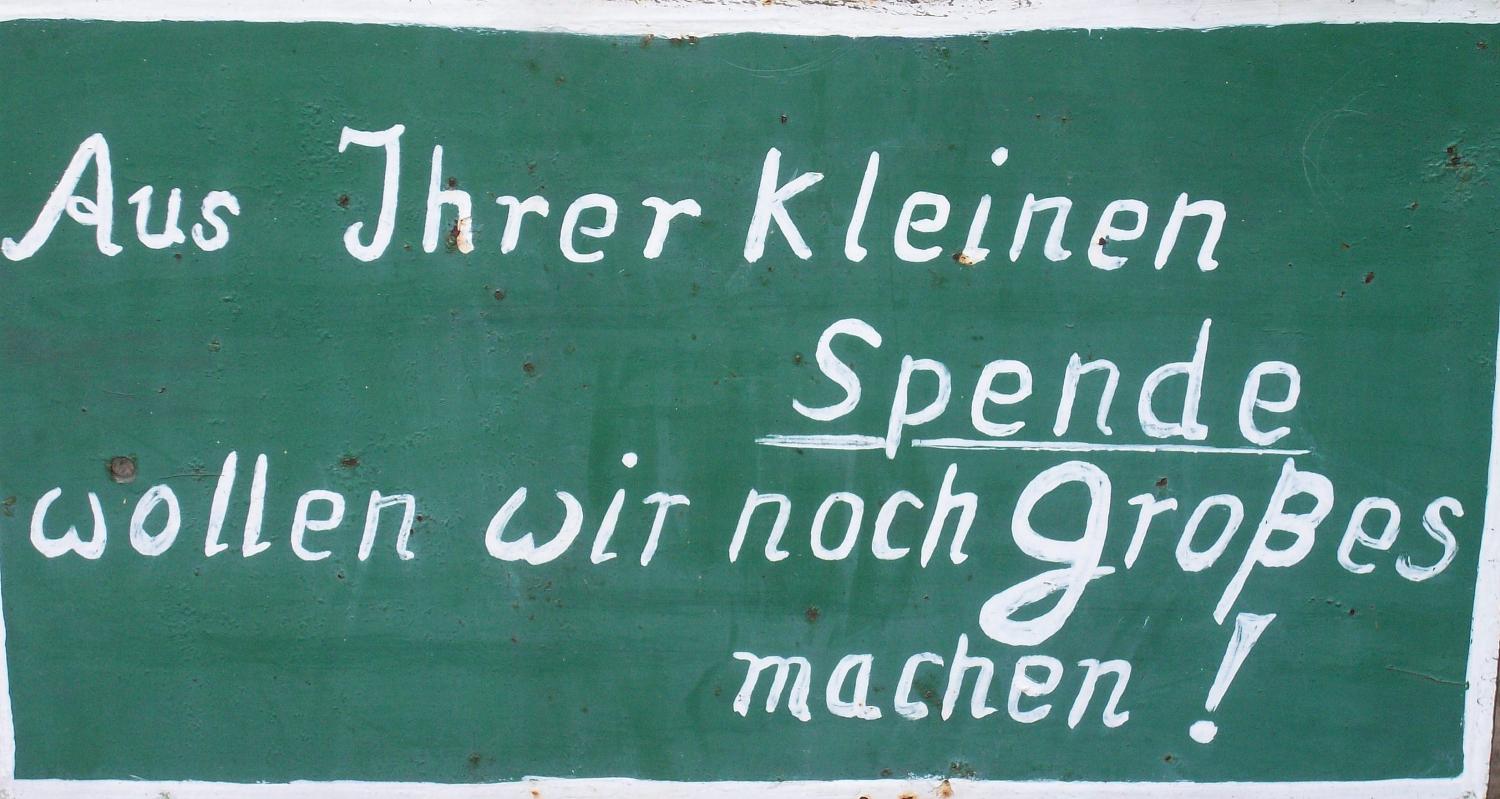 Aus Ihrer kleinen
Spende
wollen wir noch großes
machen !